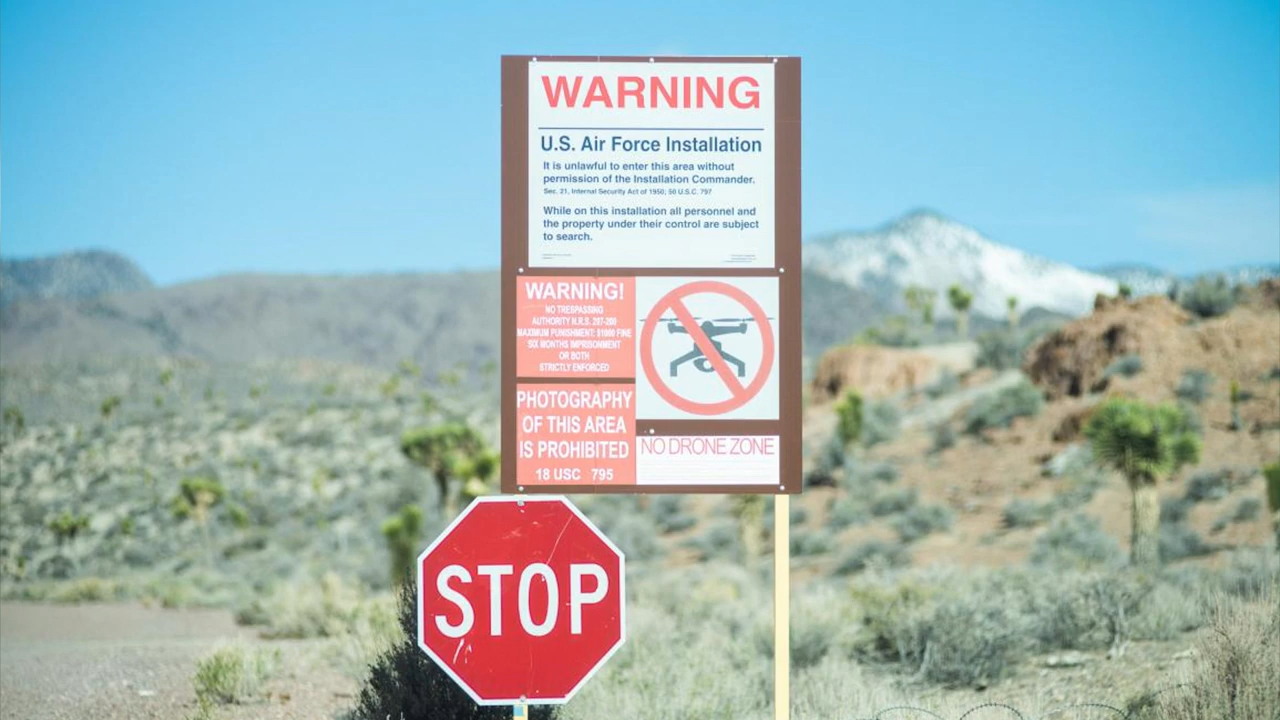 WARNING
U.S. Air Force Installation
It is unlawful to enter this area without
permission of the Installation Commander.
Sec. 21, Internal Security Act of 1950; 50 U.S.C. 797
While on this installation all personnel and
the property under their control are subject
to search.
WARNING!
NO TRESPASSING
AUTHORITY N.R.S. 207-200
MAXIMUM PUNISHMENT: $1000 FINE
SIX MONTHS IMPRISONMENT
OR BOTH
STRICTLY ENFORCED
PHOTOGRAPHY
OF THIS AREA
IS PROHIBITED
18 USC 795
NO DRONE ZONE
STOP